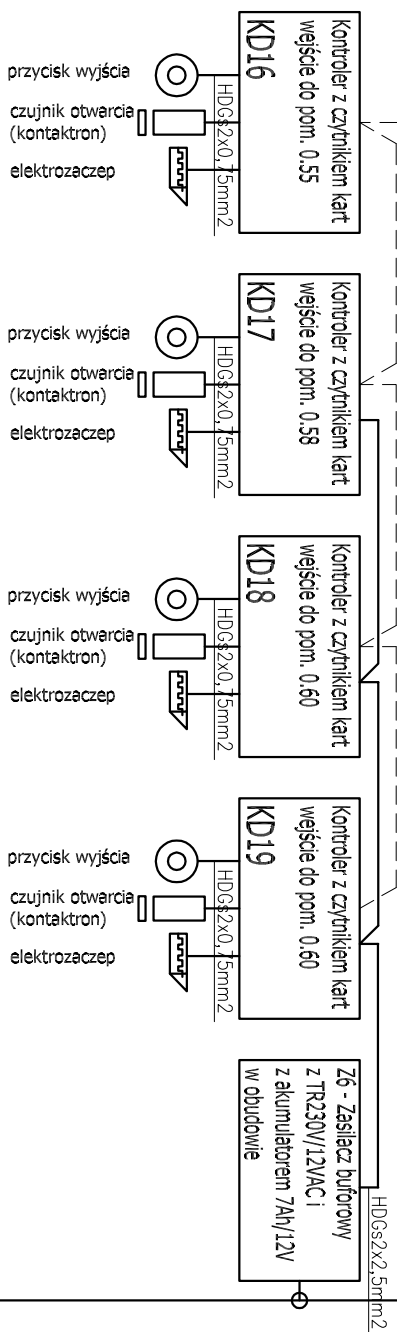 Kontroler z czytnikiem kart
wejście do pom. 0.55
KD16
HDGs2x0,75mm2
przycisk wyjścia
czujnik otwarcia
(kontaktron)
elektrozaczep
Kontroler z czytnikiem kart
wejście do pom. 0.58
KD17
HDGs2x0,75mm2
przycisk wyjścia
czujnik otwarcia
(kontaktron)
elektrozaczep
Kontroler z czytnikiem kart
wejście do pom. 0.60
KD18
HDGs2x0,75mm2
przycisk wyjścia
czujnik otwarcia
(kontaktron)
elektrozaczep
Kontroler z czytnikiem kart
wejście do pom. 0.60
KD19
HDGs2x0,75mm2
przycisk wyjścia
czujnik otwarcia
(kontaktron)
elektrozaczep
Z6 - Zasilacz buforowy
z TR230V/12VAC i
z akumulatorem 7Ah/12V
w obudowie
HDGs2x2,5mm2